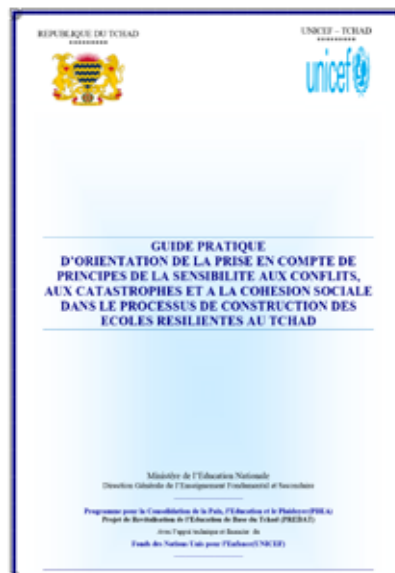 REPUBLIQUE DU TCHAD
**********
UNICEF – TCHAD
**********
unicef
GUIDE PRATIQUE
D'ORIENTATION DE LA PRISE EN COMPTE DE
PRINCIPES DE LA SENSIBILITE AUX CONFLITS,
AUX CATASTROPHES ET A LA COHESION SOCIALE
DANS LE PROCESSUS DE CONSTRUCTION DES
ECOLES RESILIENTES AU TCHAD
Ministère de l'Education Nationale
Direction Générale de l'Enseignement Fondamental et Secondaire
Programme pour la Consolidation de la Paix, l'Education et le Plaidoyer(PBEA)
Projet de Revitalisation de l'Education de Base du Tchad (PREBAT)
Avec l'appui technique et financier de
Fonds des Nations Unis pour l'Enfance(UNICEF)